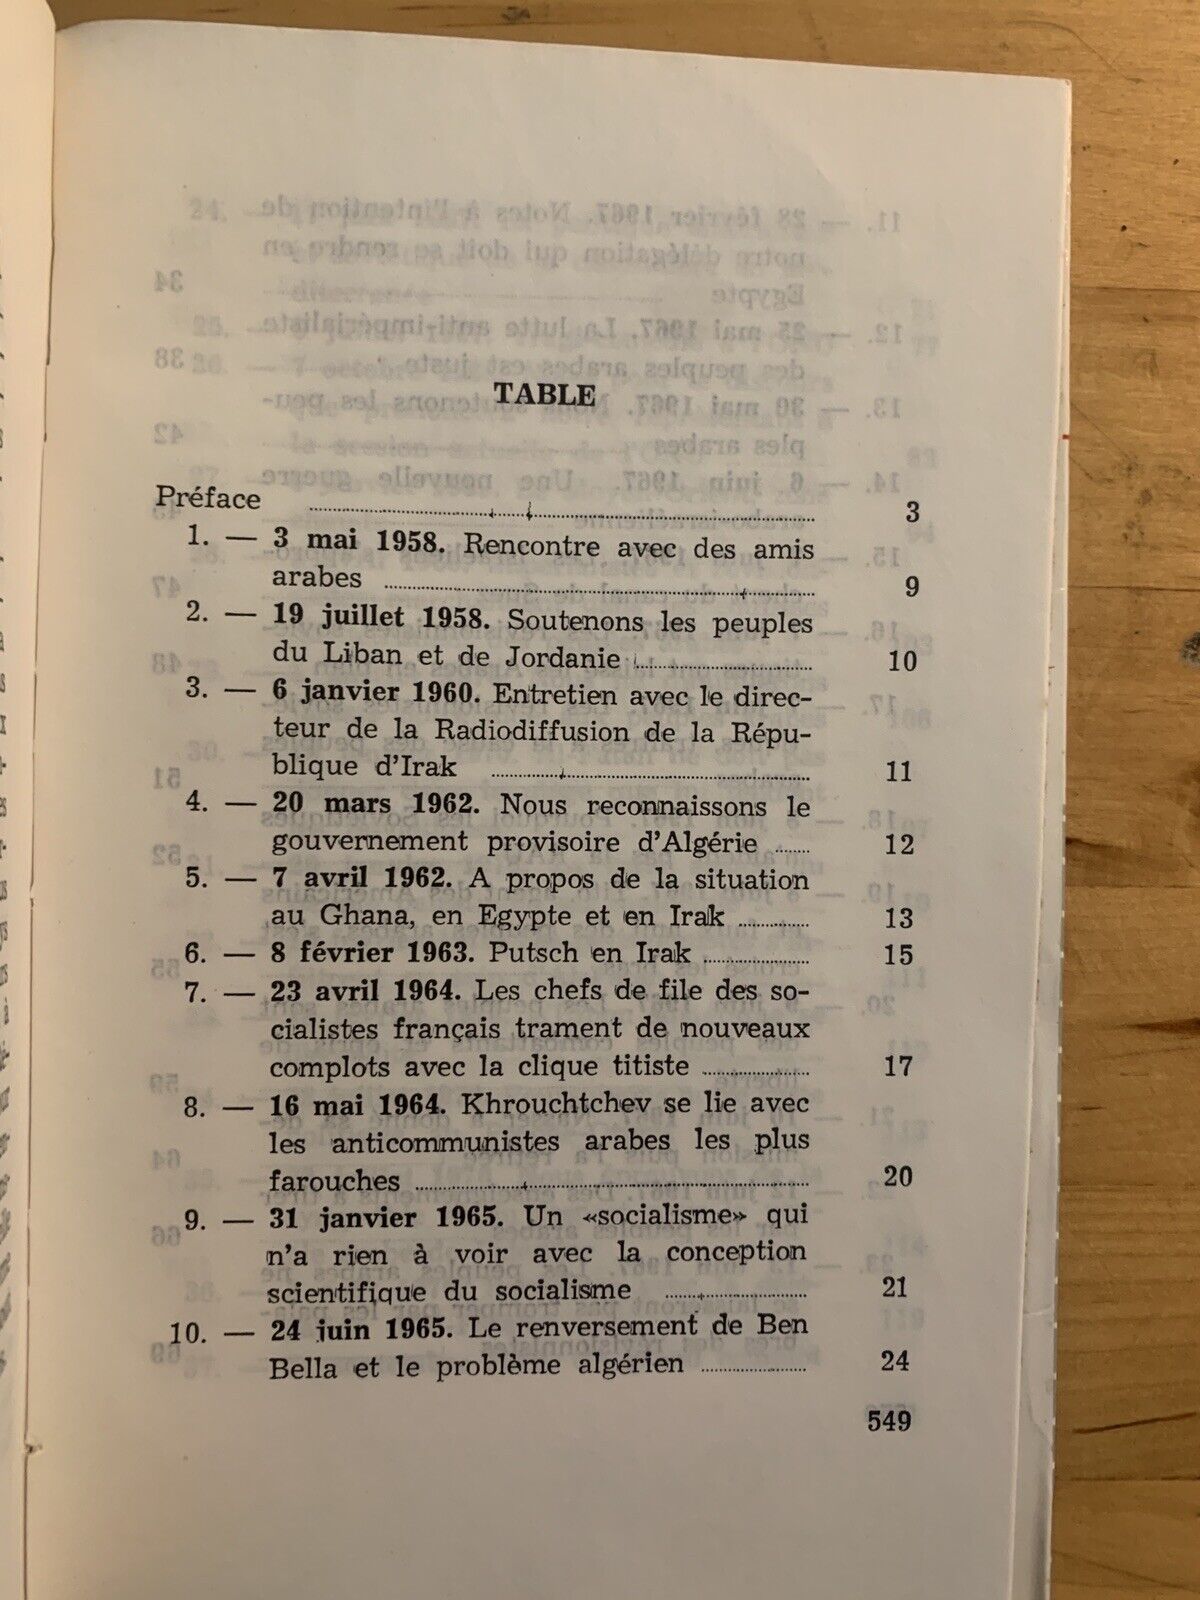 TABLE
Préface ........ 3
1. — 3 mai 1958. Rencontre avec des amis
arabes ........ 9
2. — 19 juillet 1958. Soutenons les peuples
du Liban et de Jordanie ........ 10
3. — 6 janvier 1960. Entretien avec le direc-
teur de la Radiodiffusion de la Répu-
blique d'Irak ........ 11
4. — 20 mars 1962. Nous reconnaissons le
gouvernement provisoire d'Algérie ........ 12
5. — 7 avril 1962. A propos de la situation
au Ghana, en Egypte et en Irak ........ 13
6. — 8 février 1963. Putsch en Irak ........ 15
7. — 23 avril 1964. Les chefs de file des so-
cialistes français trament de nouveaux
complots avec la clique titiste ........ 17
8. — 16 mai 1964. Khrouchtchev se lie avec
les anticommunistes arabes les plus
farouches ........ 20
9. — 31 janvier 1965. Un «socialisme» qui
n'a rien à voir avec la conception
scientifique du socialisme ........ 21
10. — 24 juin 1965. Le renversement de Ben
Bella et le problème algérien ........ 24
549